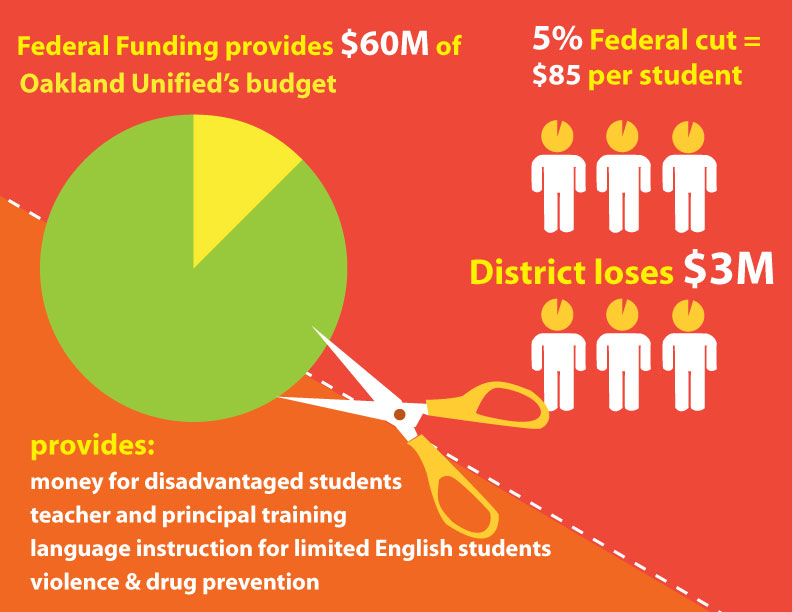 Federal Funding provides $60M of
Oakland Unified’s budget
5% Federal cut =
$85 per student
District loses $3M
provides:
money for disadvantaged students
teacher and principal training
language instruction for limited English students
violence & drug prevention